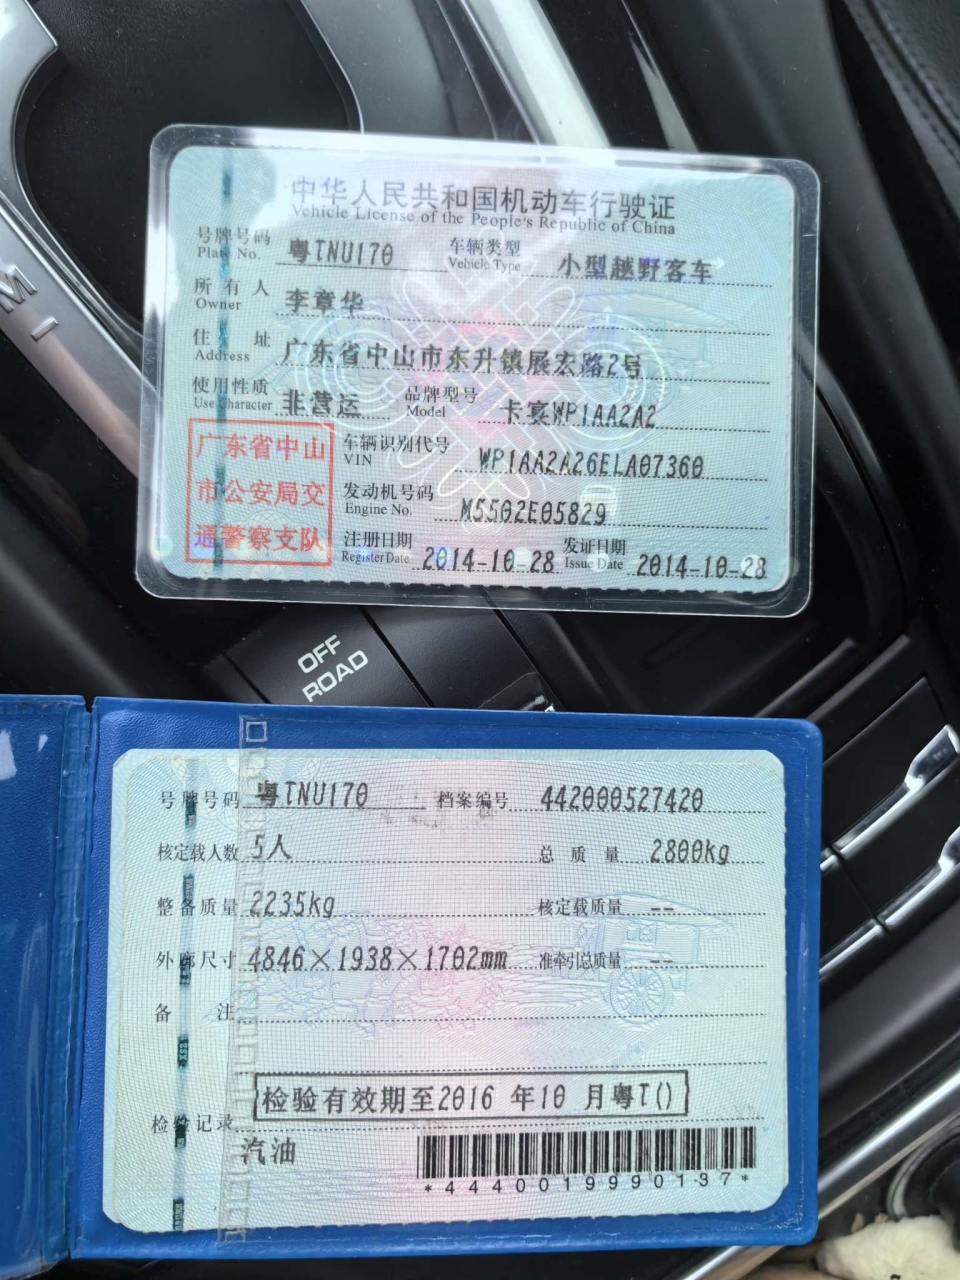 中华人民共和国机动车行驶证
Vehicle License of the People's Republic of China
号牌号码 粤TNU170 车辆类型 小型越野客车
Plate No. Vehicle Type
所有人 李章华
Owner
住址 广东省中山市东升镇展宏路2号
Address
使用性质 非营运 品牌型号 卡宴WP1AA2A2
Use Character Model
广东省中山
市公安局交
通警察支队
车辆识别代号 WP1AA2A26ELA07360
VIN
发动机号码 M5502E05829
Engine No.
注册日期 2014-10-28 发证日期 2014-10-28
Register Date Issue Date
OFF
ROAD
号牌号码 粤TNU170 档案编号 442000527420
核定载人数 5人 总质量 2800kg
整备质量 2235kg 核定载质量 --
外廓尺寸 4846×1938×1702mm 准牵引总质量 --
备注
检验有效期至2016 年10 月粤T()
检验记录
汽油
*4440019990137*
M